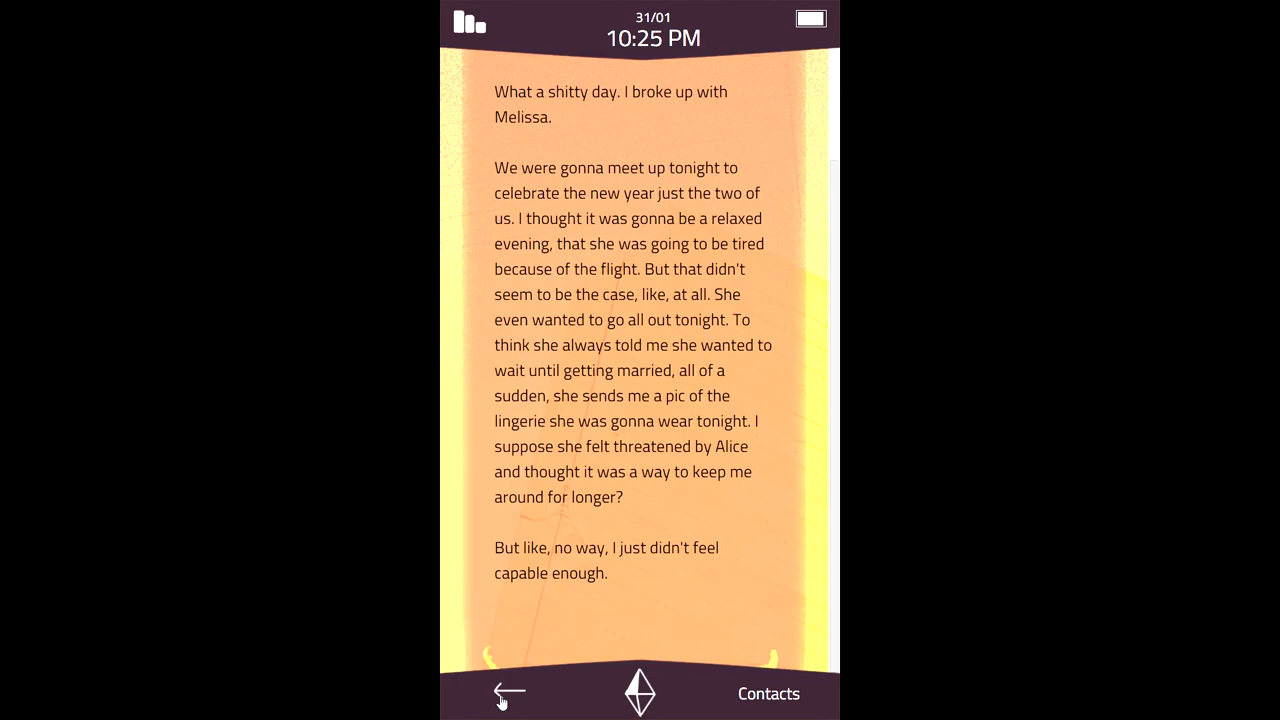 31/01
10:25 PM
What a shitty day. I broke up with
Melissa.
We were gonna meet up tonight to
celebrate the new year just the two of
us. I thought it was gonna be a relaxed
evening, that she was going to be tired
because of the flight. But that didn't
seem to be the case, like, at all. She
even wanted to go all out tonight. To
think she always told me she wanted to
wait until getting married, all of a
sudden, she sends me a pic of the
lingerie she was gonna wear tonight. I
suppose she felt threatened by Alice
and thought it was a way to keep me
around for longer?
But like, no way, I just didn't feel
capable enough.
Contacts